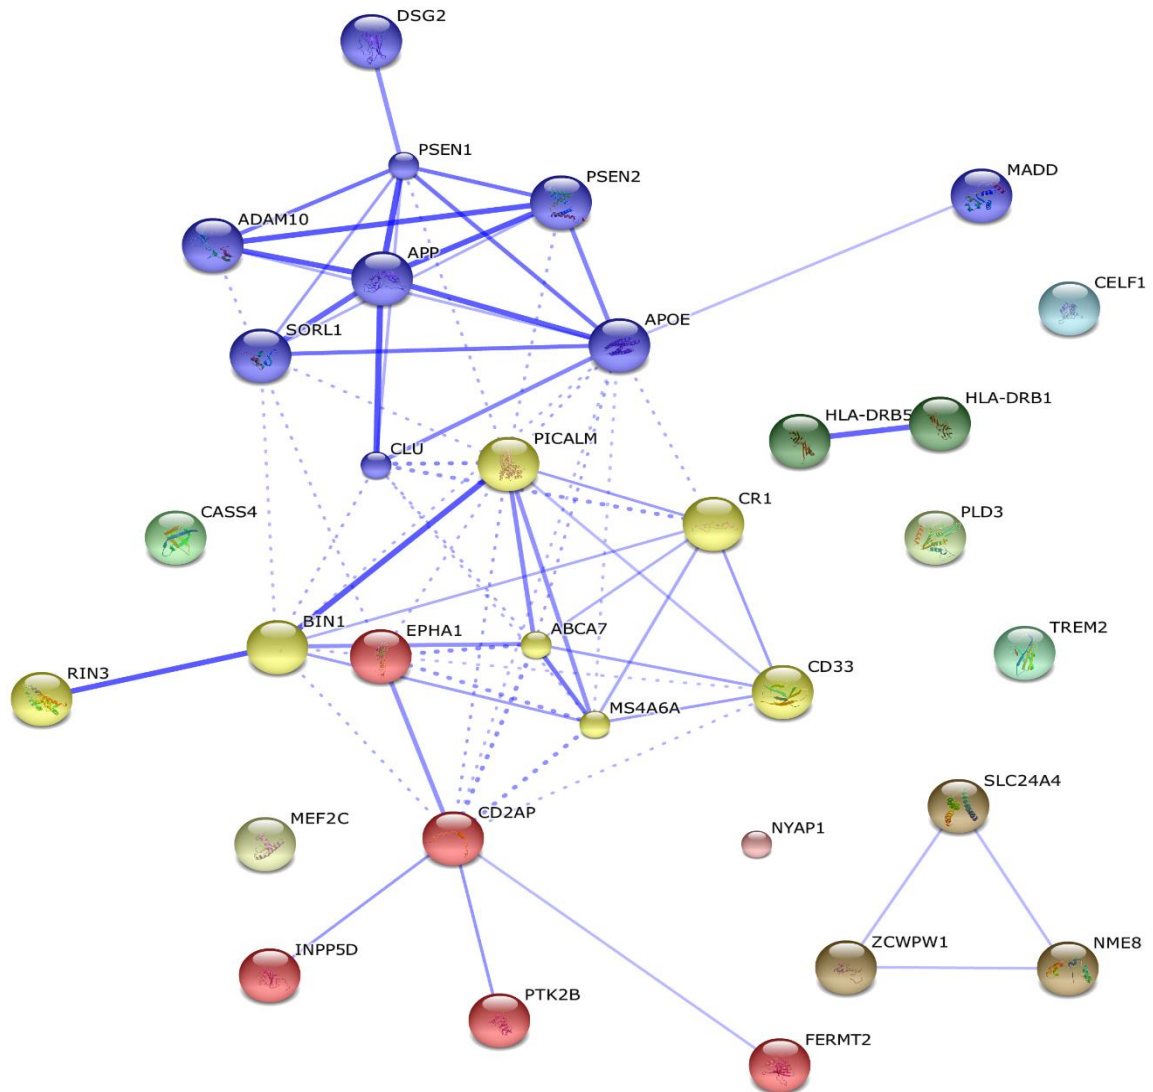 DSG2
PSEN1
PSEN2
MADD
ADAM10
APP
CELF1
SORL1
APOE
HLA-DRB5
HLA-DRB1
CLU
PICALM
CR1
CASS4
PLD3
BIN1
EPHA1
ABCA7
TREM2
RIN3
CD33
MS4A6A
SLC24A4
MEF2C
CD2AP
NYAP1
INPP5D
ZCWPW1
NME8
PTK2B
FERMT2